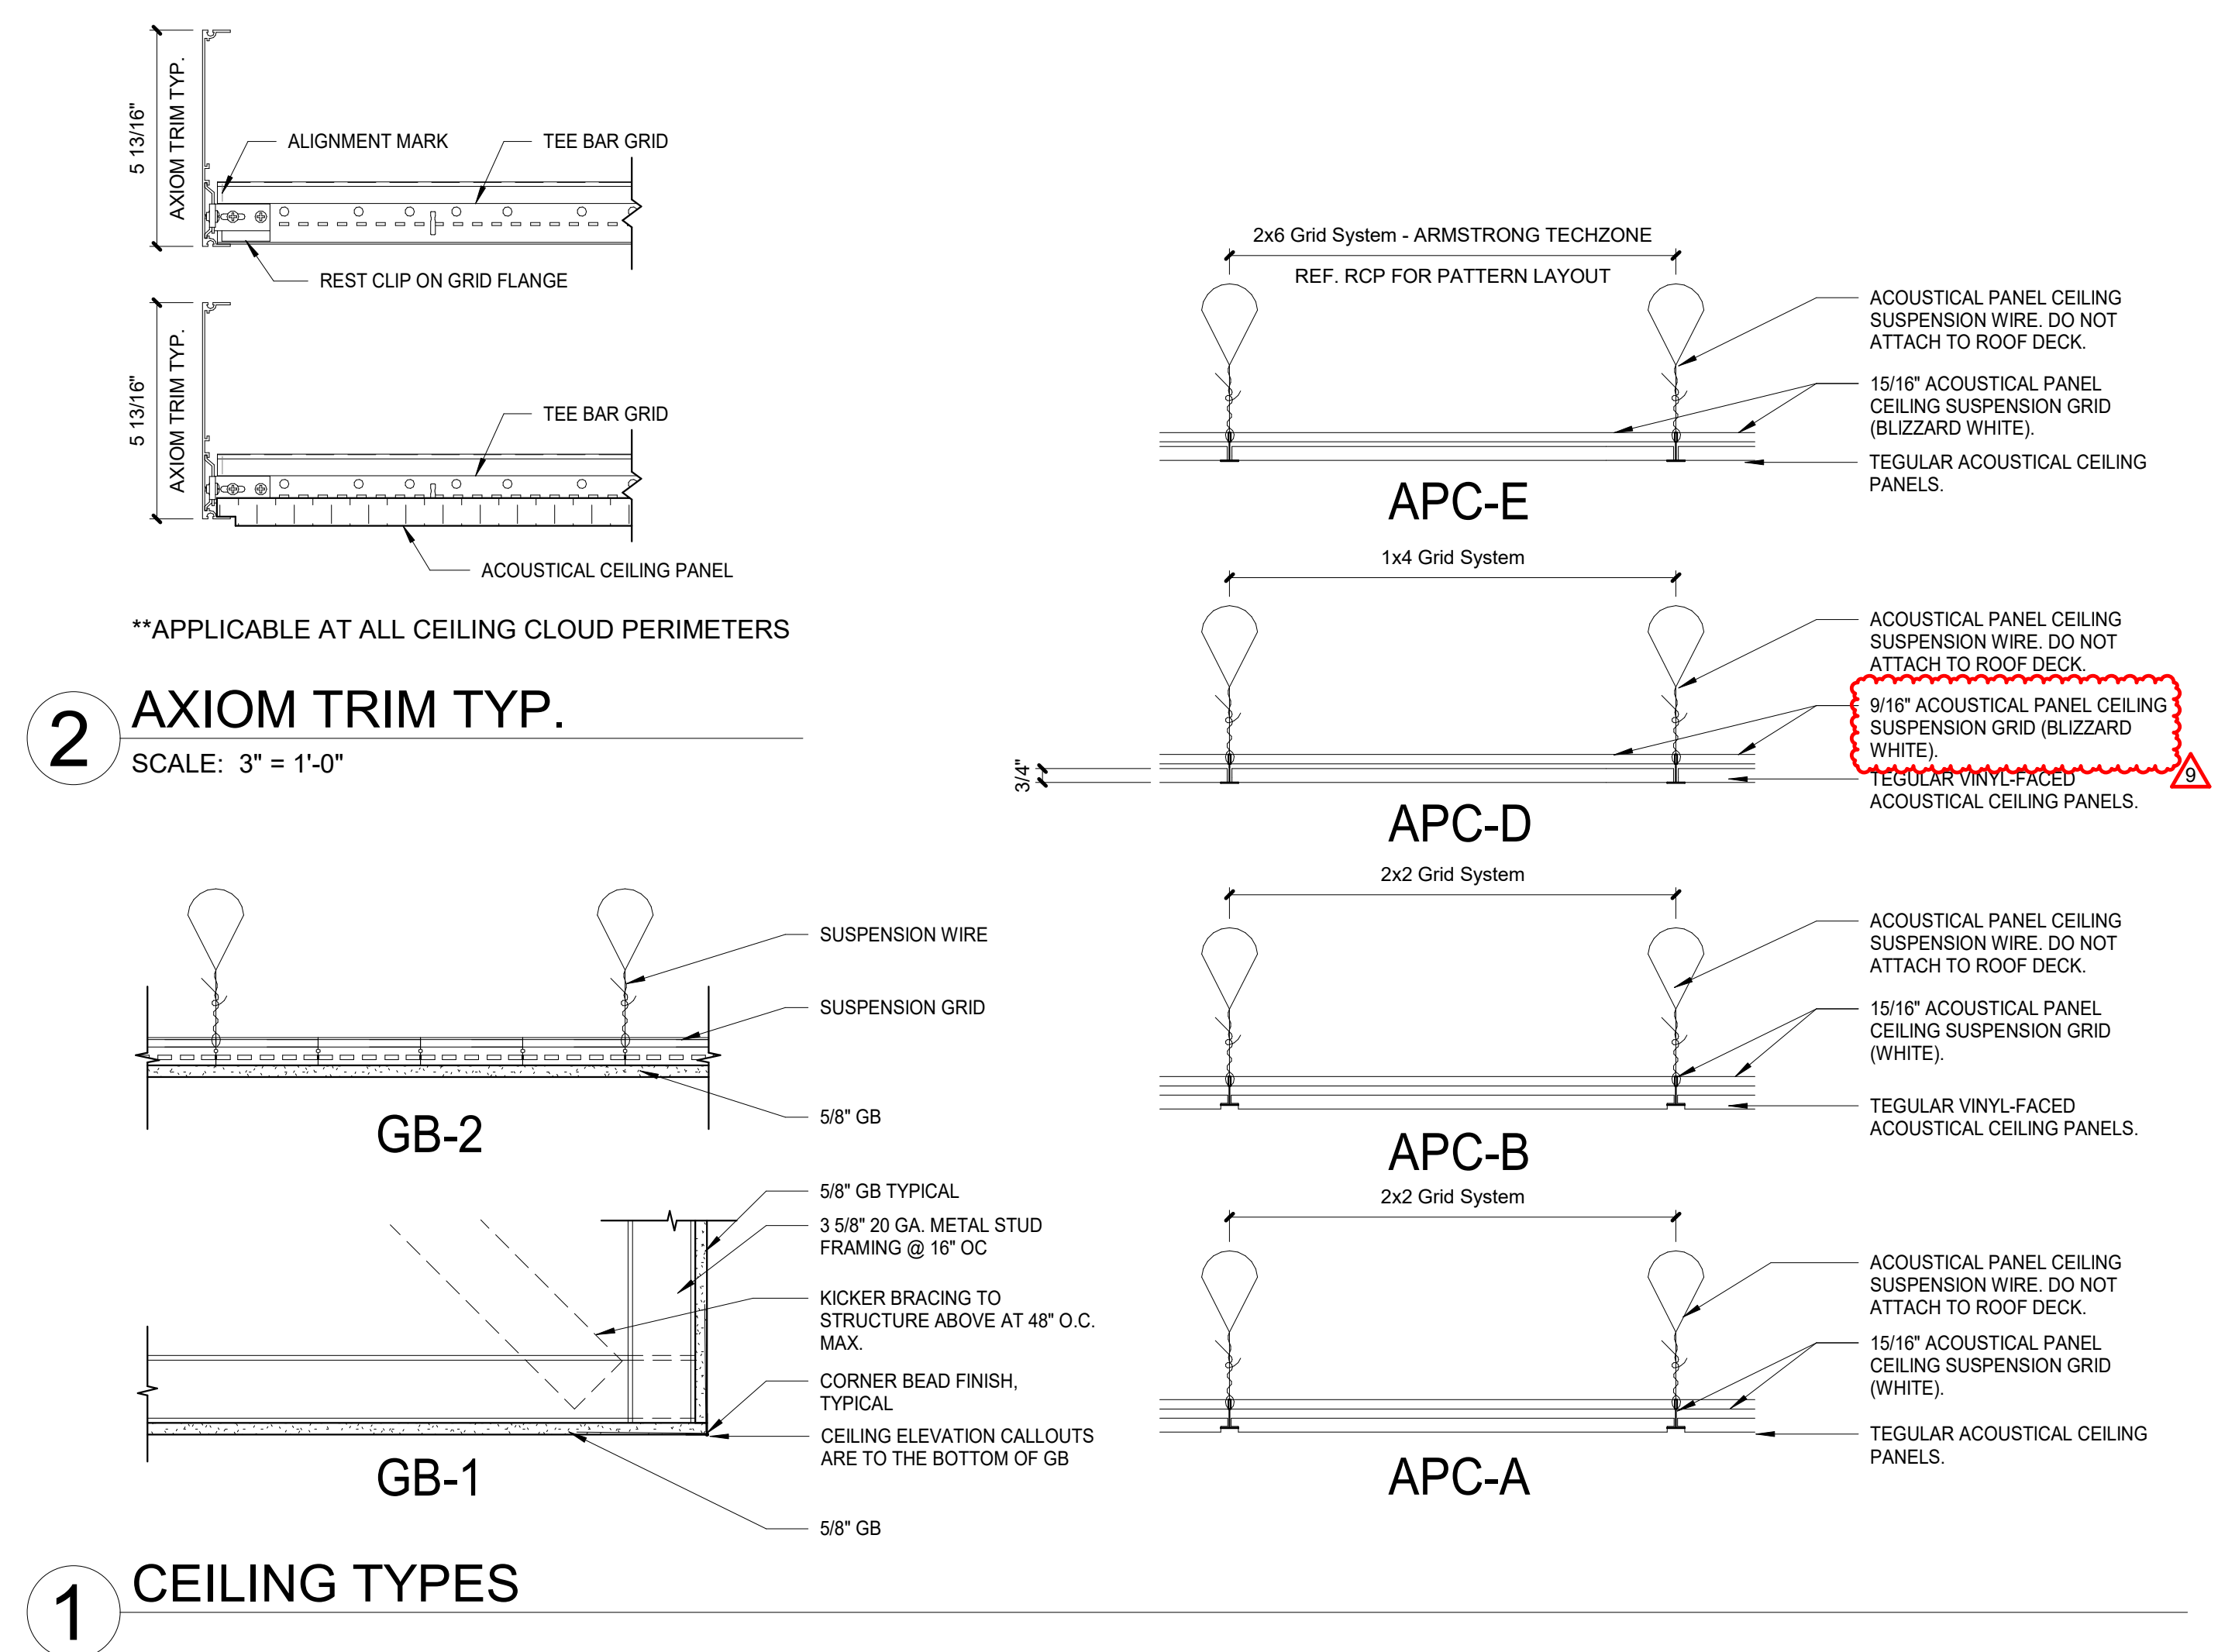 5 13/16"
AXIOM TRIM TYP.
ALIGNMENT MARK
TEE BAR GRID
REST CLIP ON GRID FLANGE
5 13/16"
AXIOM TRIM TYP.
TEE BAR GRID
ACOUSTICAL CEILING PANEL
**APPLICABLE AT ALL CEILING CLOUD PERIMETERS
2
AXIOM TRIM TYP.
SCALE: 3" = 1'-0"
SUSPENSION WIRE
SUSPENSION GRID
5/8" GB
GB-2
5/8" GB TYPICAL
3 5/8" 20 GA. METAL STUD
FRAMING @ 16" OC
KICKER BRACING TO
STRUCTURE ABOVE AT 48" O.C.
MAX.
CORNER BEAD FINISH,
TYPICAL
CEILING ELEVATION CALLOUTS
ARE TO THE BOTTOM OF GB
5/8" GB
GB-1
2x6 Grid System - ARMSTRONG TECHZONE
REF. RCP FOR PATTERN LAYOUT
ACOUSTICAL PANEL CEILING
SUSPENSION WIRE. DO NOT
ATTACH TO ROOF DECK.
15/16" ACOUSTICAL PANEL
CEILING SUSPENSION GRID
(BLIZZARD WHITE).
TEGULAR ACOUSTICAL CEILING
PANELS.
APC-E
1x4 Grid System
ACOUSTICAL PANEL CEILING
SUSPENSION WIRE. DO NOT
ATTACH TO ROOF DECK.
9/16" ACOUSTICAL PANEL CEILING
SUSPENSION GRID (BLIZZARD
WHITE).
9
TEGULAR VINYL-FACED
ACOUSTICAL CEILING PANELS.
3/4"
APC-D
2x2 Grid System
ACOUSTICAL PANEL CEILING
SUSPENSION WIRE. DO NOT
ATTACH TO ROOF DECK.
15/16" ACOUSTICAL PANEL
CEILING SUSPENSION GRID
(WHITE).
TEGULAR VINYL-FACED
ACOUSTICAL CEILING PANELS.
APC-B
2x2 Grid System
ACOUSTICAL PANEL CEILING
SUSPENSION WIRE. DO NOT
ATTACH TO ROOF DECK.
15/16" ACOUSTICAL PANEL
CEILING SUSPENSION GRID
(WHITE).
TEGULAR ACOUSTICAL CEILING
PANELS.
APC-A
1
CEILING TYPES